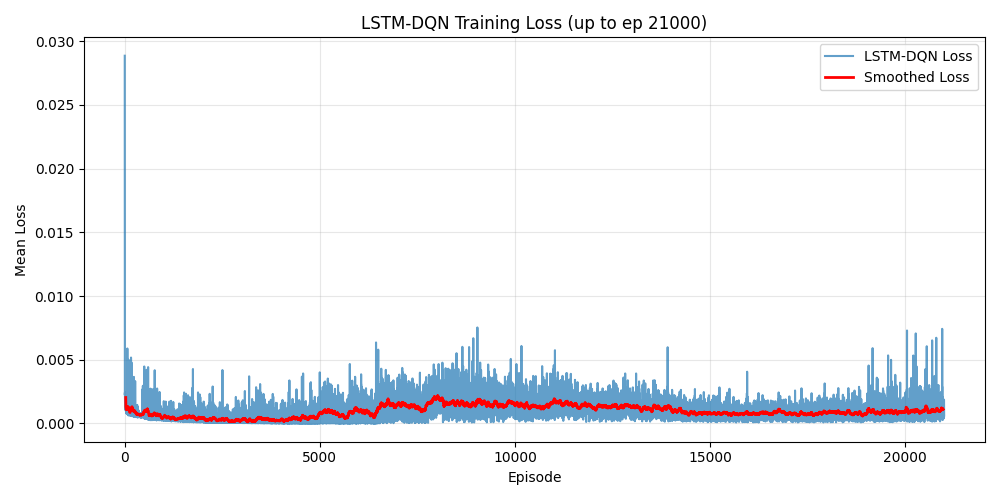 LSTM-DQN Training Loss (up to ep 21000)
LSTM-DQN Loss
Smoothed Loss
Mean Loss
0.030
0.025
0.020
0.015
0.010
0.005
0.000
0
5000
10000
15000
20000
Episode